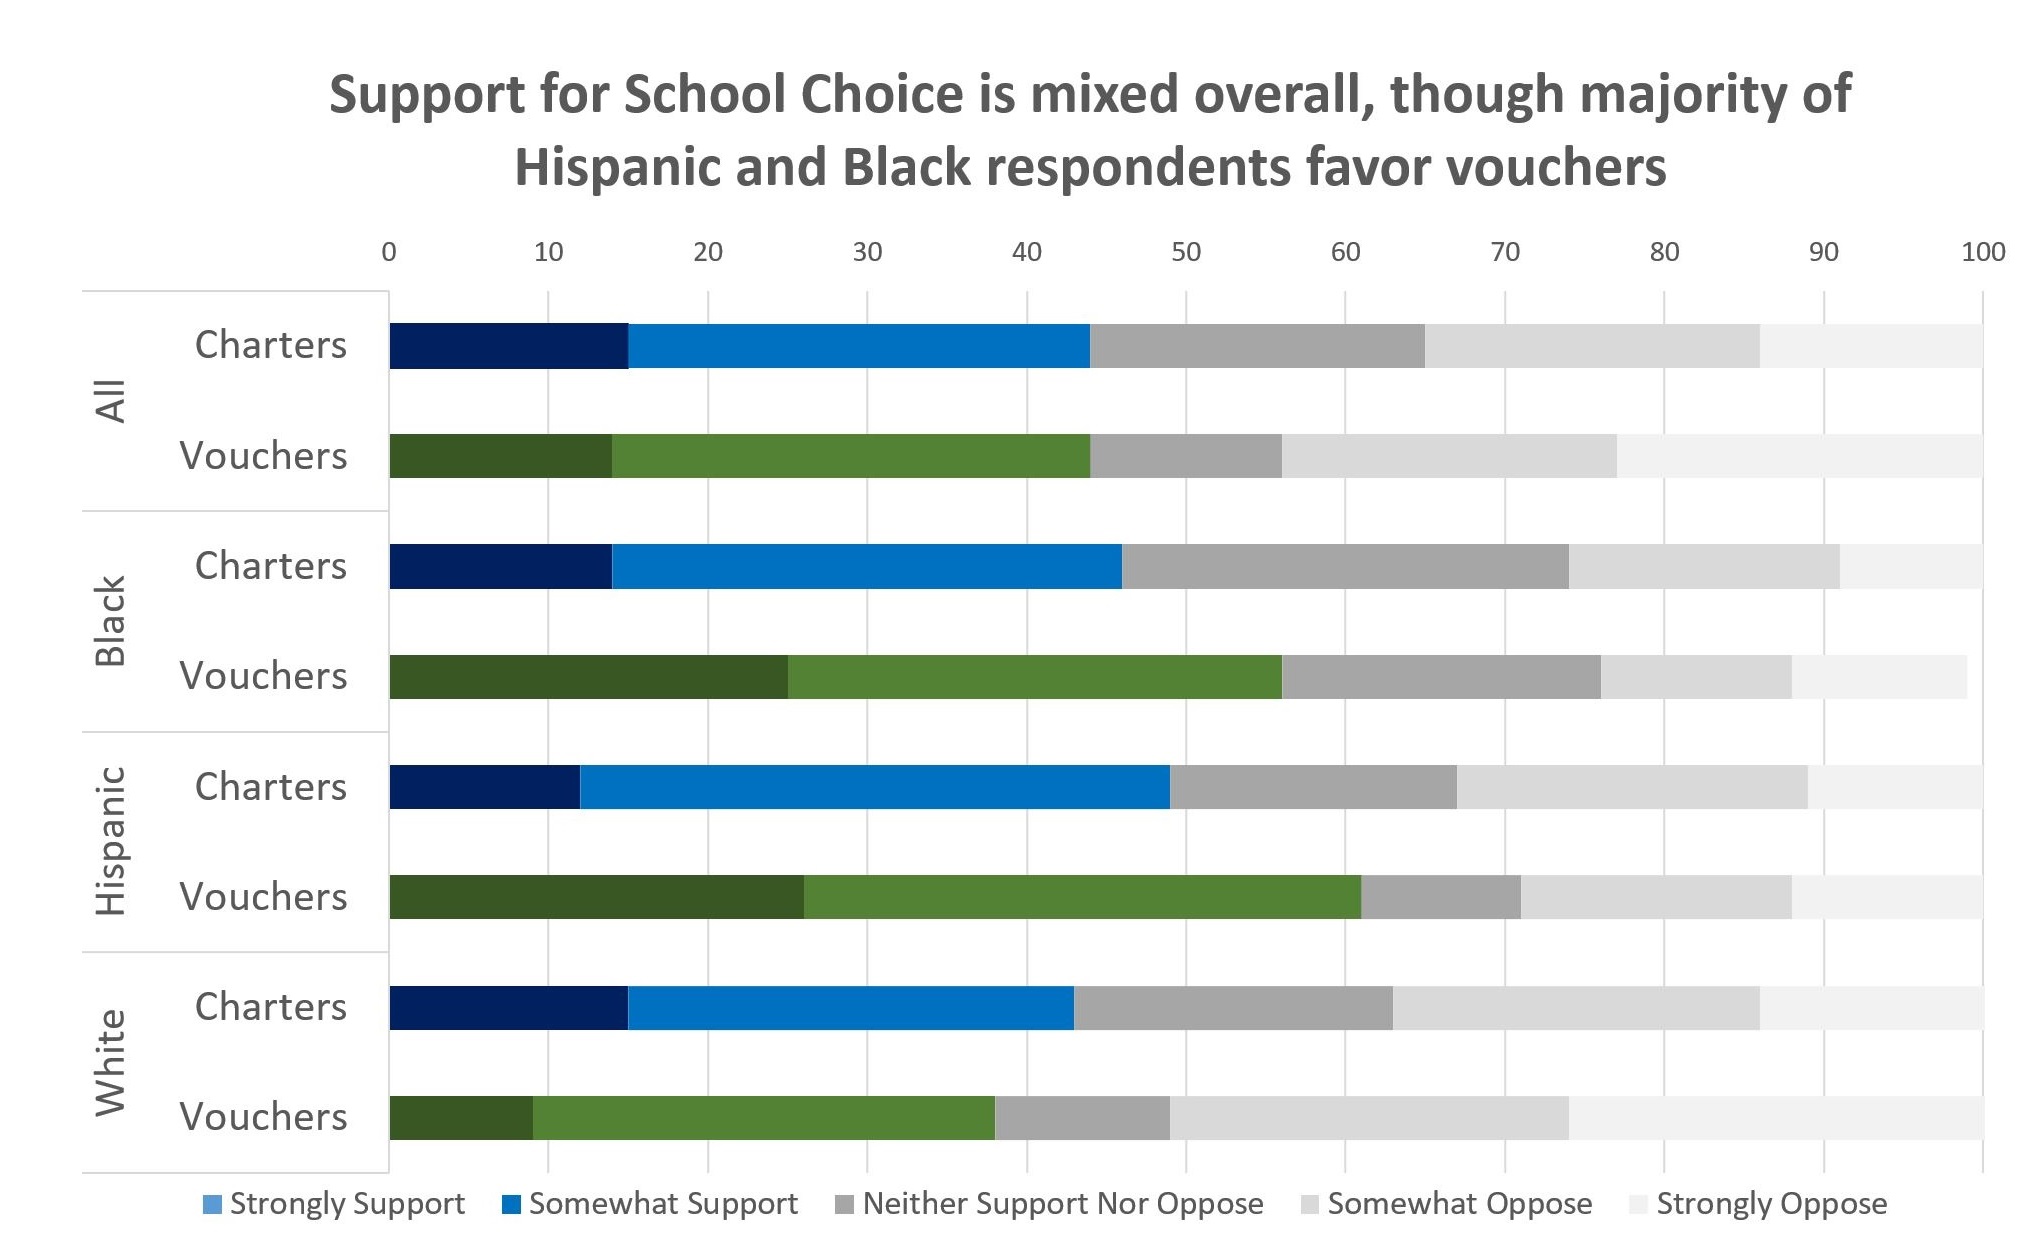 Support for School Choice is mixed overall, though majority of
Hispanic and Black respondents favor vouchers
0 10 20 30 40 50 60 70 80 90 100
All
Charters
Vouchers
Black
Charters
Vouchers
Hispanic
Charters
Vouchers
White
Charters
Vouchers
Strongly Support Somewhat Support Neither Support Nor Oppose Somewhat Oppose Strongly Oppose